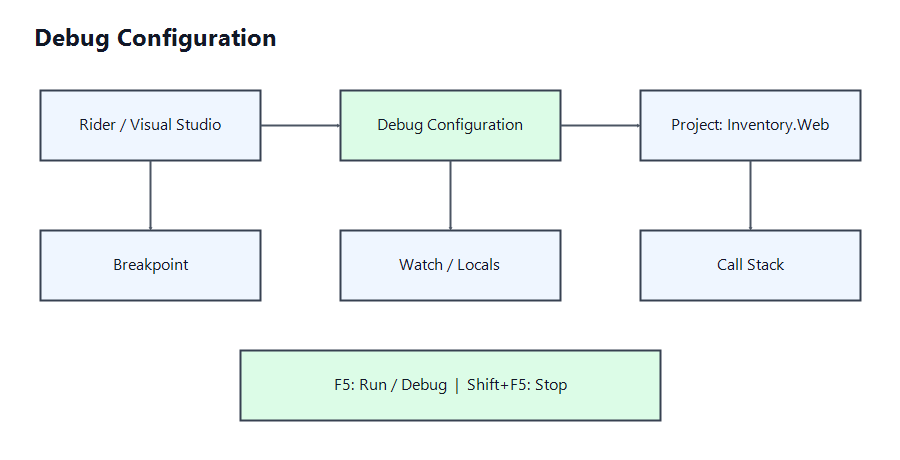 Debug Configuration
Rider / Visual Studio
Debug Configuration
Project: Inventory.Web
Breakpoint
Watch / Locals
Call Stack
F5: Run / Debug | Shift+F5: Stop